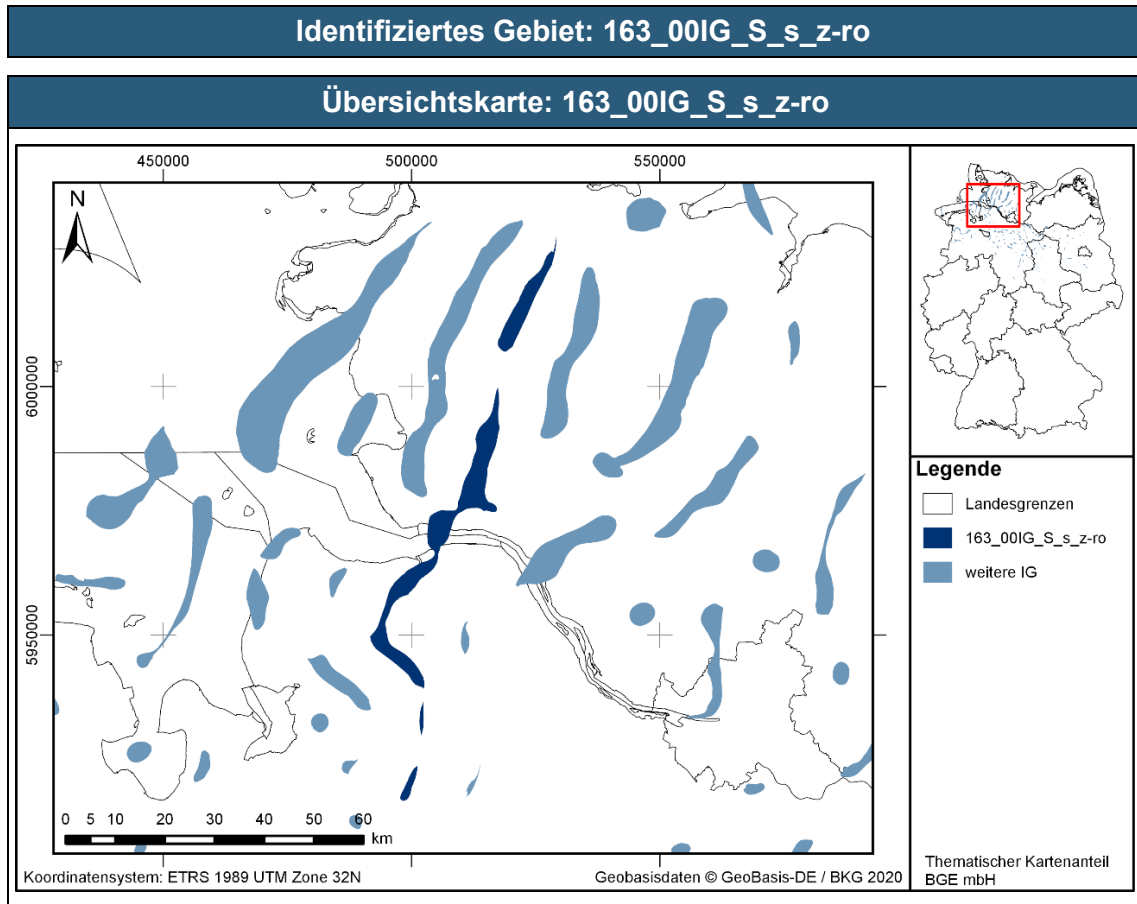 Identifiziertes Gebiet: 163_00IG_S_s_z-ro
Übersichtskarte: 163_00IG_S_s_z-ro
450000 500000 550000
N
6000000
5950000
0 5 10 20 30 40 50 60
km
Koordinatensystem: ETRS 1989 UTM Zone 32N
Geobasisdaten © GeoBasis-DE / BKG 2020
Legende
Landesgrenzen
163_00IG_S_s_z-ro
weitere IG
Thematischer Kartenanteil
BGE mbH